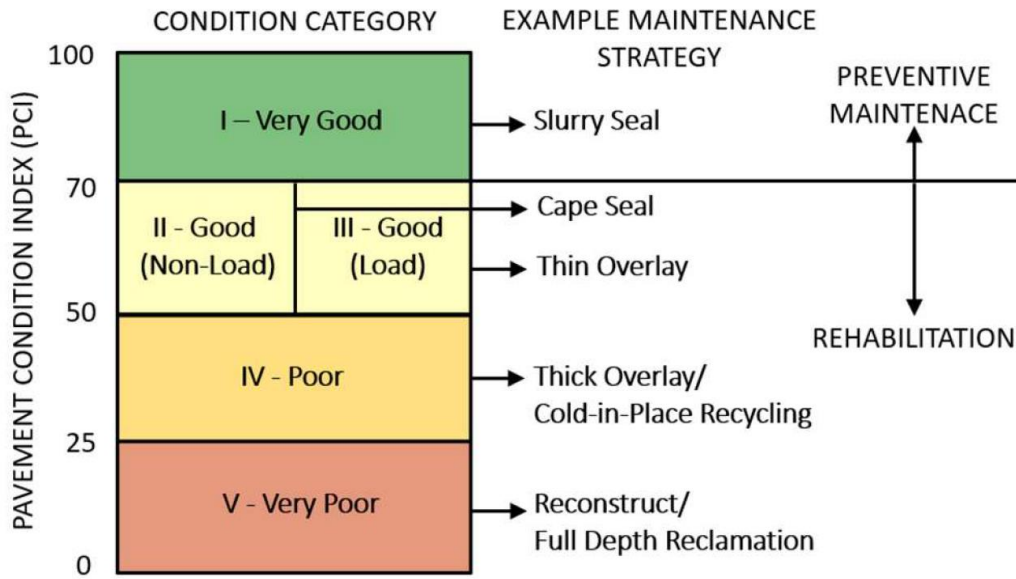 CONDITION CATEGORY
EXAMPLE MAINTENANCE
STRATEGY
PAVEMENT CONDITION INDEX (PCI)
100
I – Very Good
Slurry Seal
PREVENTIVE
MAINTENACE
70
II - Good
(Non-Load)
III - Good
(Load)
Cape Seal
Thin Overlay
50
REHABILITATION
IV - Poor
Thick Overlay/
Cold-in-Place Recycling
25
V - Very Poor
Reconstruct/
Full Depth Reclamation
0